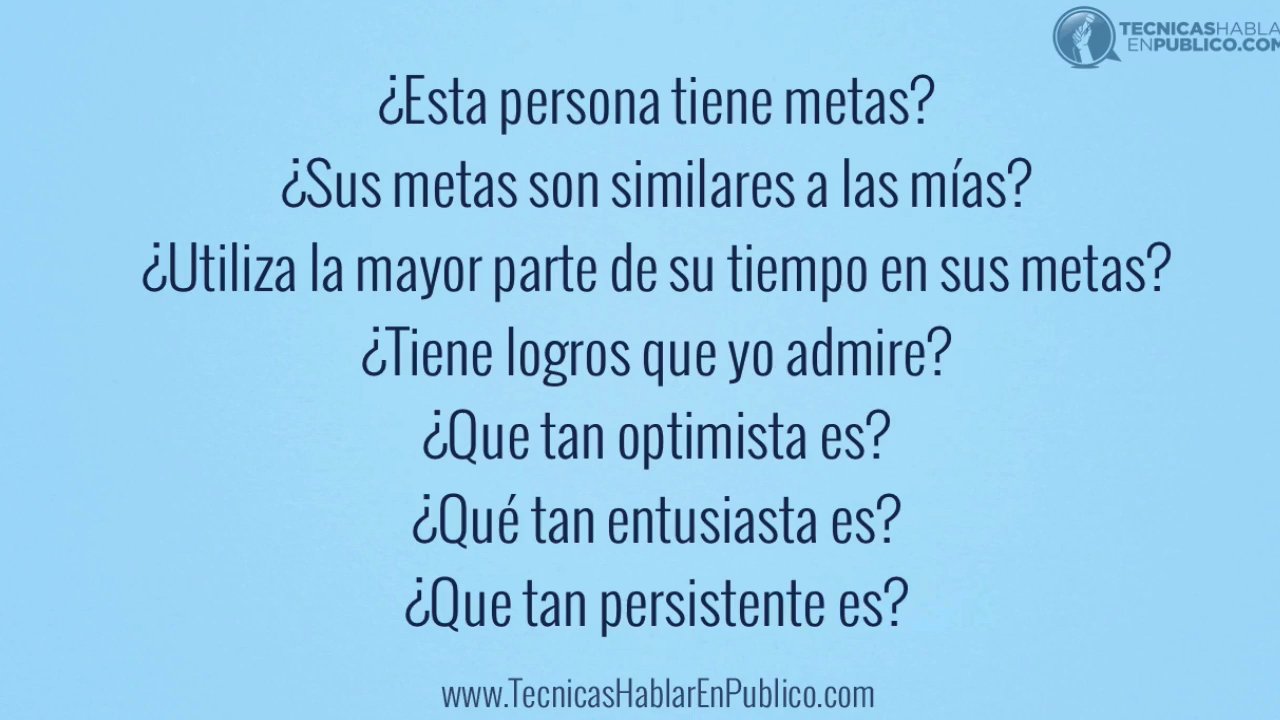 TECNICASHABLA
ENPUBLICO.COM
¿Esta persona tiene metas?
¿Sus metas son similares a las mías?
¿Utiliza la mayor parte de su tiempo en sus metas?
¿Tiene logros que yo admire?
¿Que tan optimista es?
¿Qué tan entusiasta es?
¿Que tan persistente es?
www.TecnicasHablarEnPublico.com